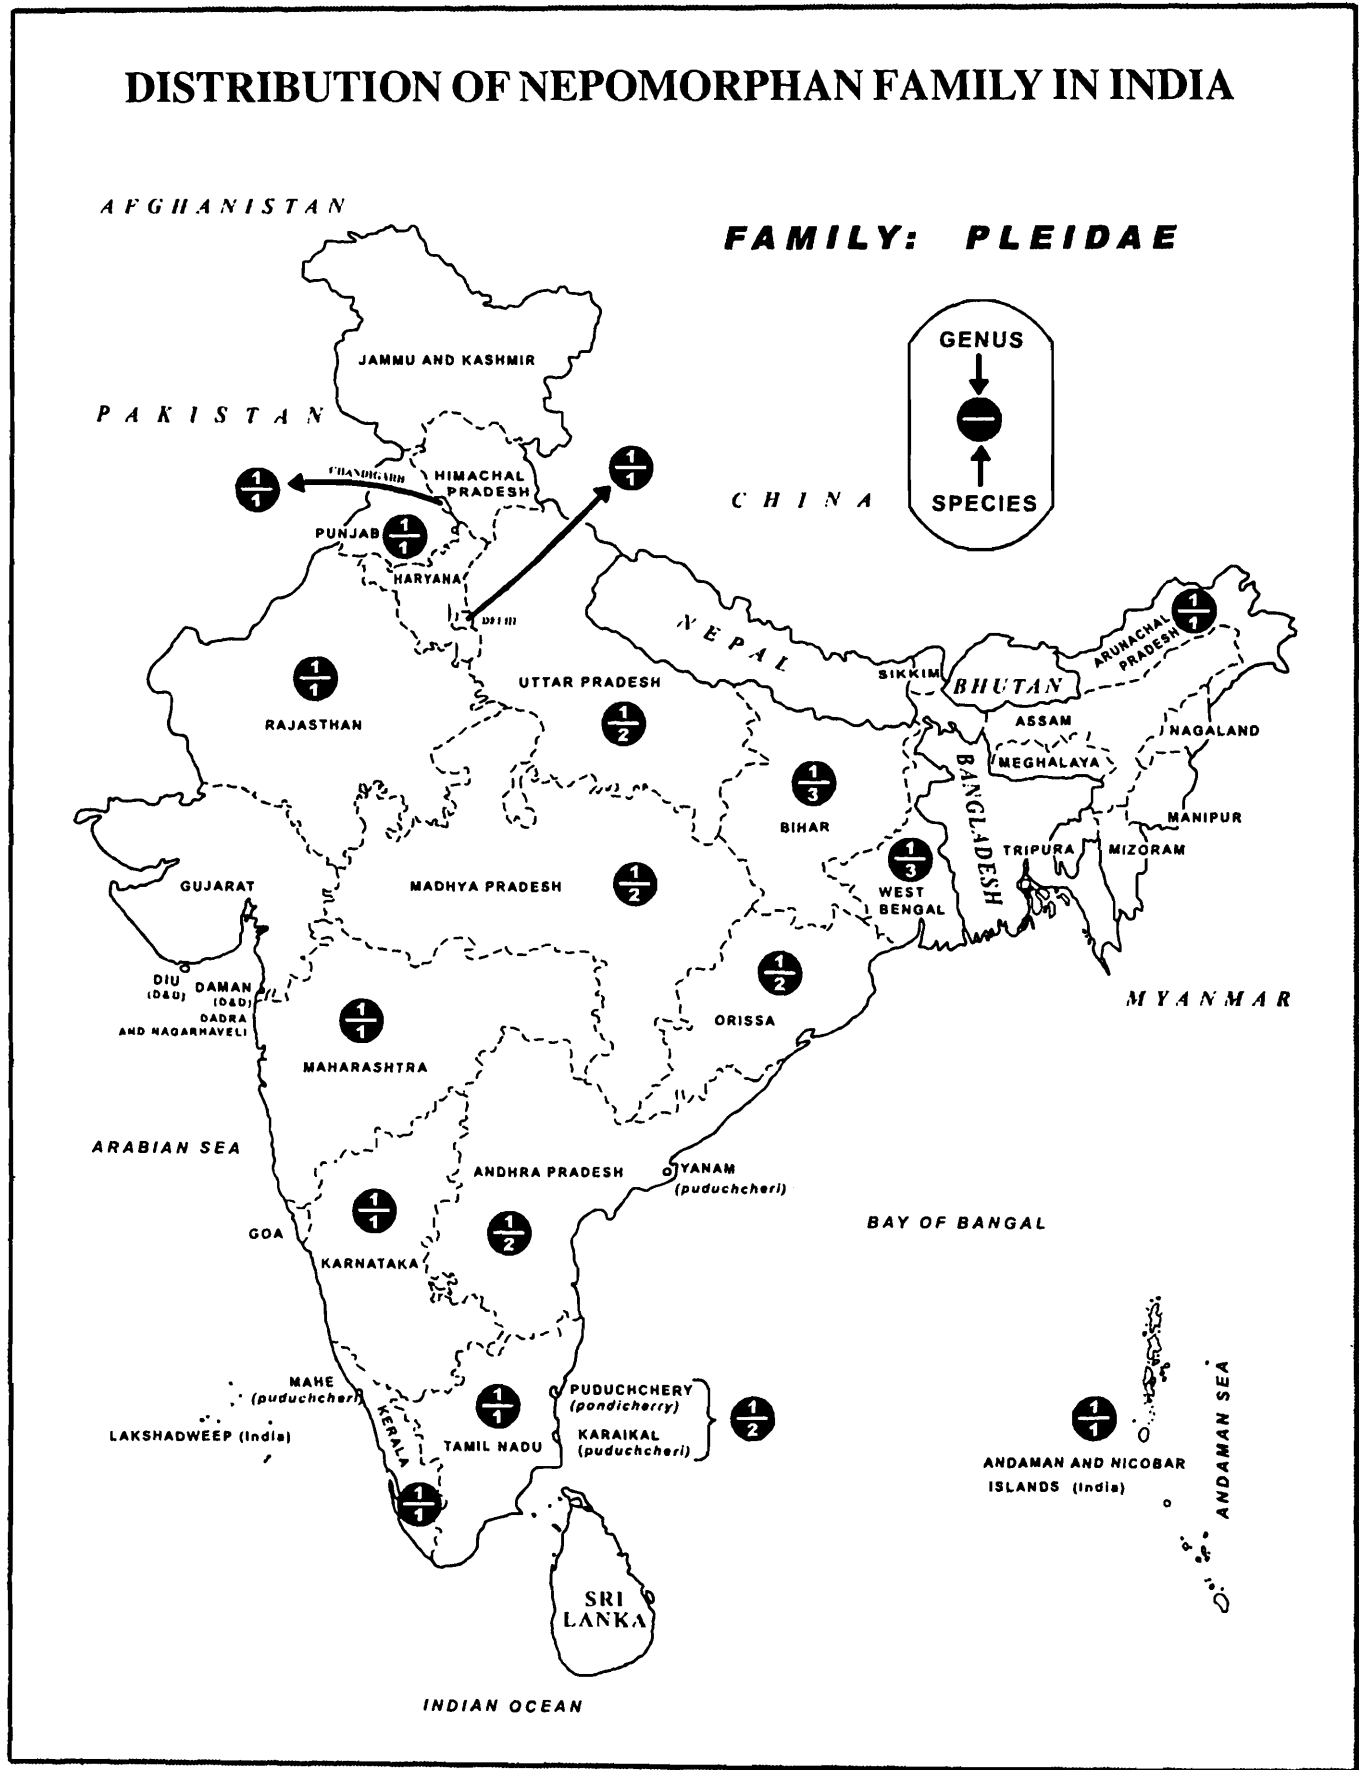 DISTRIBUTION OF NEPOMORPHAN FAMILY IN INDIA
AFGHANISTAN
FAMILY: PLEIDAE
GENUS
SPECIES
JAMMU AND KASHMIR
PAKISTAN
CHINA
1
1
CHANDIGARH
HIMACHAL
PRADESH
1
1
PUNJAB
1
1
HARYANA
DELHI
NEPAL
SIKKIM
BHUTAN
ARUNACHAL
PRADESH
1
1
ASSAM
NAGALAND
MEGHALAYA
MANIPUR
TRIPURA
MIZORAM
BANGLADESH
1
1
RAJASTHAN
UTTAR PRADESH
1
2
1
3
BIHAR
1
3
WEST
BENGAL
GUJARAT
MADHYA PRADESH
1
2
DIU
(D&D)
DAMAN
(D&D)
DADRA
AND NAGARHAVELI
1
2
ORISSA
MYANMAR
1
1
MAHARASHTRA
ARABIAN SEA
ANDHRA PRADESH
1
2
YANAM
(puduchcheri)
BAY OF BANGAL
GOA
1
1
KARNATAKA
MAHE
(puduchcheri)
LAKSHADWEEP (India)
KERALA
1
1
1
1
TAMIL NADU
PUDUCHCHERY
(pondicherry)
KARAIKAL
(puduchcheri)
1
2
1
1
ANDAMAN AND NICOBAR
ISLANDS (India)
ANDAMAN SEA
SRI
LANKA
INDIAN OCEAN